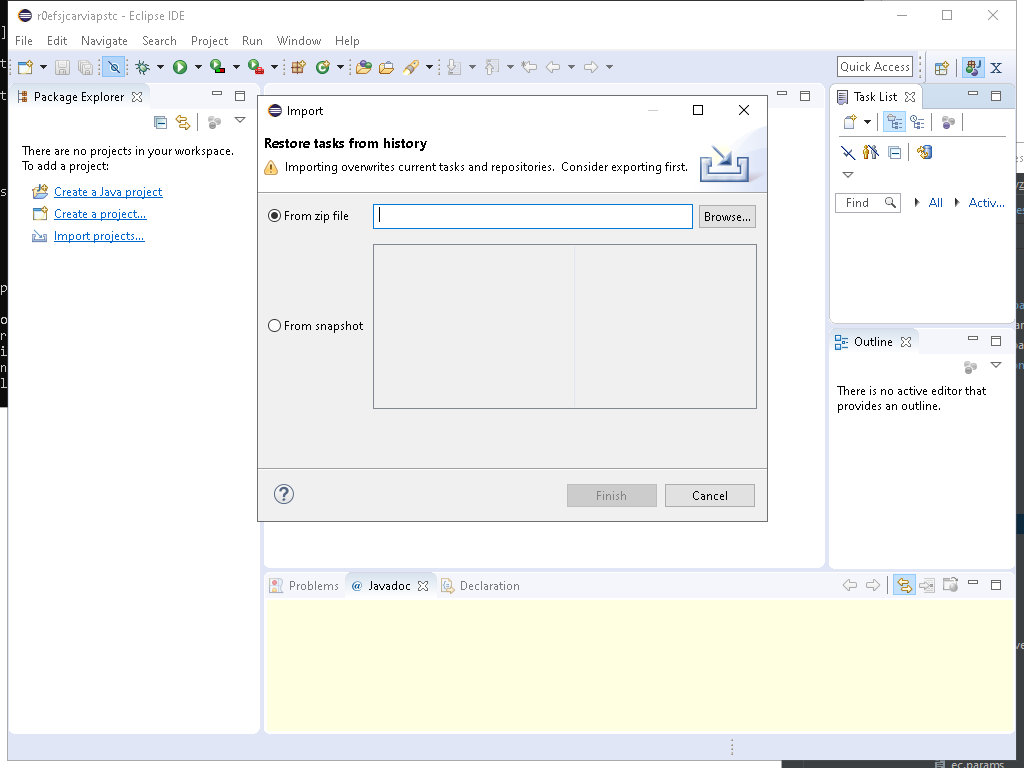 r0efsjcarviapstc - Eclipse IDE
File Edit Navigate Search Project Run Window Help
Quick Access
Package Explorer
There are no projects in your workspace.
To add a project:
Create a Java project
Create a project...
Import projects...
Import
Restore tasks from history
Importing overwrites current tasks and repositories. Consider exporting first.
From zip file
Browse...
From snapshot
Finish
Cancel
Task List
Find
All
Activ...
Outline
There is no active editor that
provides an outline.
Problems
@ Javadoc
Declaration
ec.params